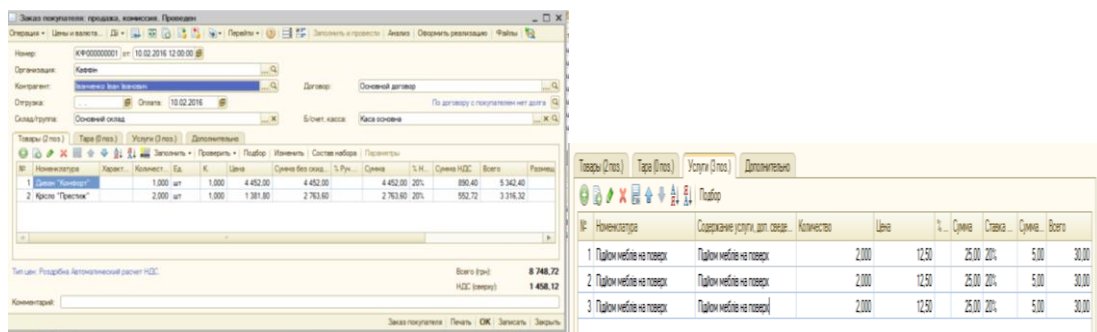 Заказ покупателя: продажа, комиссия. Проведен
Операция Цены и валюта... Перейти Заполнить и провести Анализ Оформить реализацию Файлы
Номер: КФ000000001 от 10.02.2016 12:00:00
Организация: Каффін
Контрагент: Іванченко Іван Іванович Договор: Основной договор
Отгрузка: . . Оплата: 10.02.2016 По договору с покупателем нет долга
Склад/группа: Основний склад Б/счет, касса: Каса основна
Товары (2 поз.) Тара (0 поз.) Услуги (3 поз.) Дополнительно
Заполнить Проверить Подбор Изменить Состав набора Параметры
№ Номенклатура Характ... Количест... Ед. К. Цена Сумма без скид... % Руч... Сумма % Н... Сумма НДС Всего Размещ
1 Диван "Комфорт" 1,000 шт 1,000 4 452,00 4 452,00 4 452,00 20% 890,40 5 342,40
2 Крісло "Престиж" 2,000 шт 1,000 1 381,80 2 763,60 2 763,60 20% 552,72 3 316,32
Тип цен: Роздрібна Автоматический расчет НДС.
Всего (грн): 8 748,72
НДС (сверху): 1 458,12
Комментарий:
Заказ покупателя Печать OK Записать Закрыть
Товары (2 поз.) Тара (0 поз.) Услуги (3 поз.) Дополнительно
Подбор
№ Номенклатура Содержание услуги, доп. сведе... Количество Цена %... Сумма Ставка ... Сумма... Всего
1 Підйом меблів на поверх Підйом меблів на поверх 2,000 12,50 25,00 20% 5,00 30,00
2 Підйом меблів на поверх Підйом меблів на поверх 2,000 12,50 25,00 20% 5,00 30,00
3 Підйом меблів на поверх Підйом меблів на поверх 2,000 12,50 25,00 20% 5,00 30,00